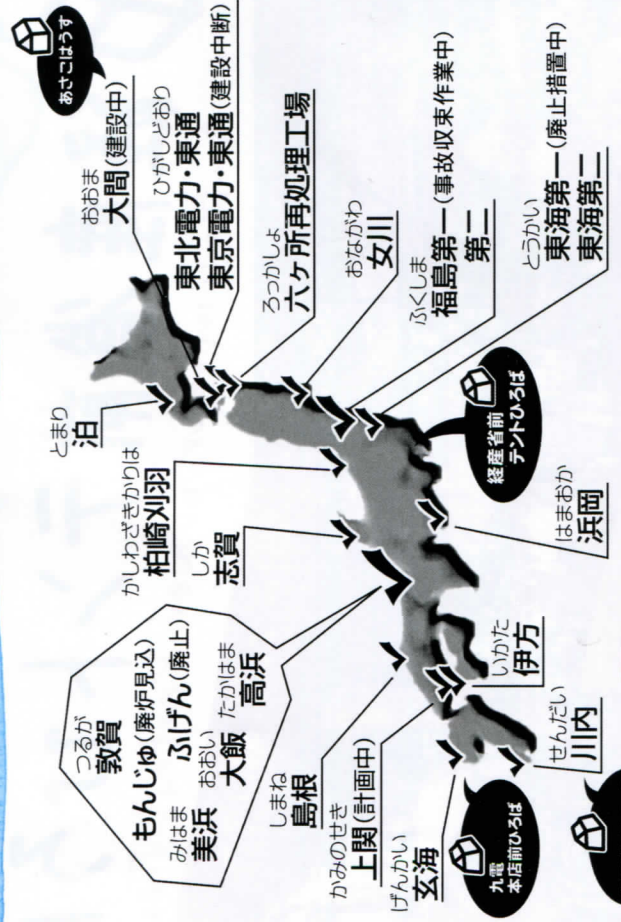 あさこはうす
おおま
大間(建設中)
ひがしどおり
東北電力・東通
東京電力・東通(建設中断)
ろっかしょ
六ヶ所再処理工場
おながわ
女川
ふくしま
福島第一(事故収束作業中)
第二
とうかい
東海第一(廃止措置中)
東海第二
とまり
泊
かしわざきかりは
柏崎刈羽
しか
志賀
経産省前
テントひろば
はまおか
浜岡
つるが
敦賀
もんじゅ(廃炉見込)
ふげん(廃止)
みはま
美浜
おおい
大飯
たかはま
高浜
しまね
島根
かみのせき
上関(計画中)
げんかい
玄海
いかた
伊方
せんだい
川内
九電
本店前ひろば